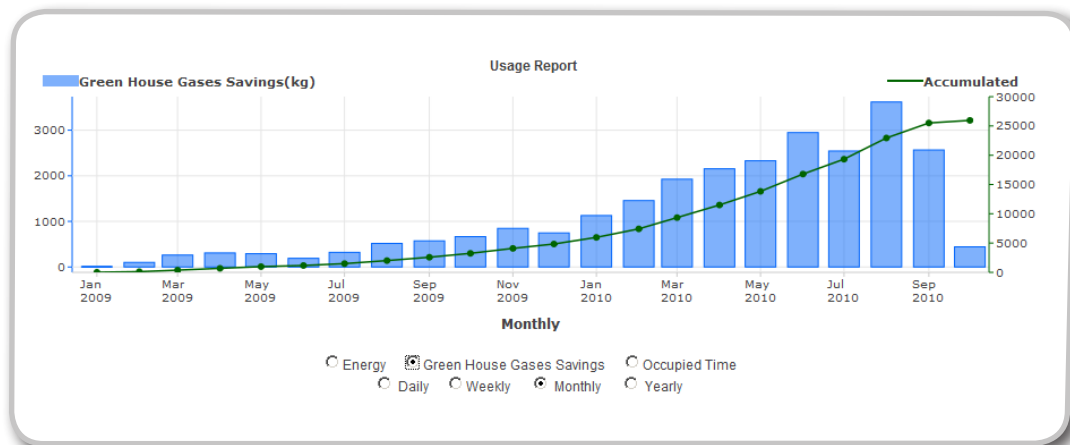 Usage Report
Green House Gases Savings(kg)
Accumulated
3000
2000
1000
0
30000
25000
20000
15000
10000
5000
0
Jan Mar May Jul Sep Nov Jan Mar May Jul Sep
2009 2009 2009 2009 2009 2009 2010 2010 2010 2010 2010
Monthly
Energy Green House Gases Savings Occupied Time
Daily Weekly Monthly Yearly